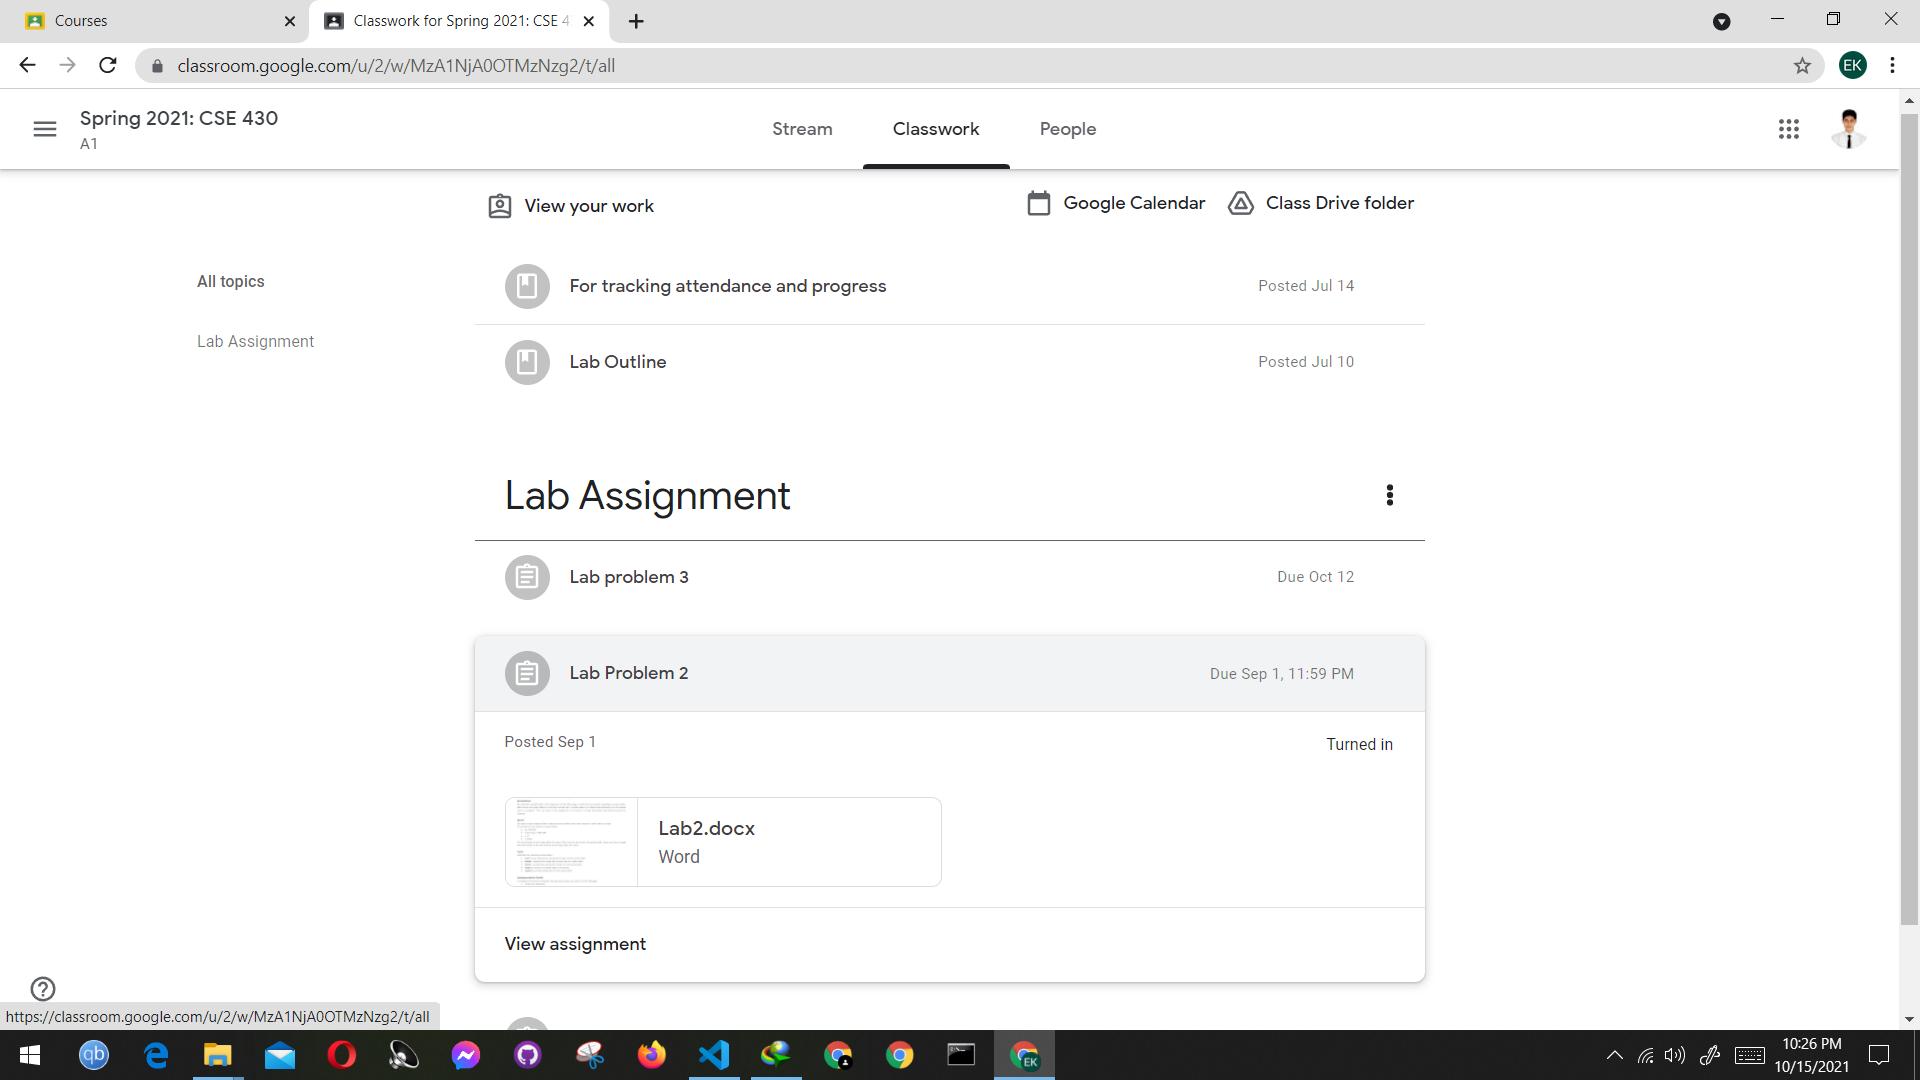 Courses
Classwork for Spring 2021: CSE 4
classroom.google.com/u/2/w/MzA1NjA0OTMzNzg2/t/all
EK
Spring 2021: CSE 430
A1
Stream
Classwork
People
View your work
Google Calendar
Class Drive folder
All topics
Lab Assignment
For tracking attendance and progress
Posted Jul 14
Lab Outline
Posted Jul 10
Lab Assignment
Lab problem 3
Due Oct 12
Lab Problem 2
Due Sep 1, 11:59 PM
Posted Sep 1
Turned in
Lab2.docx
Word
View assignment
https://classroom.google.com/u/2/w/MzA1NjA0OTMzNzg2/t/all
qb
EK
10:26 PM
10/15/2021